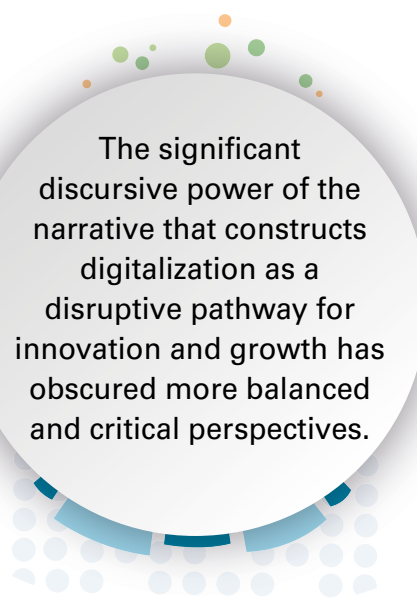 The significant
discursive power of the
narrative that constructs
digitalization as a
disruptive pathway for
innovation and growth has
obscured more balanced
and critical perspectives.